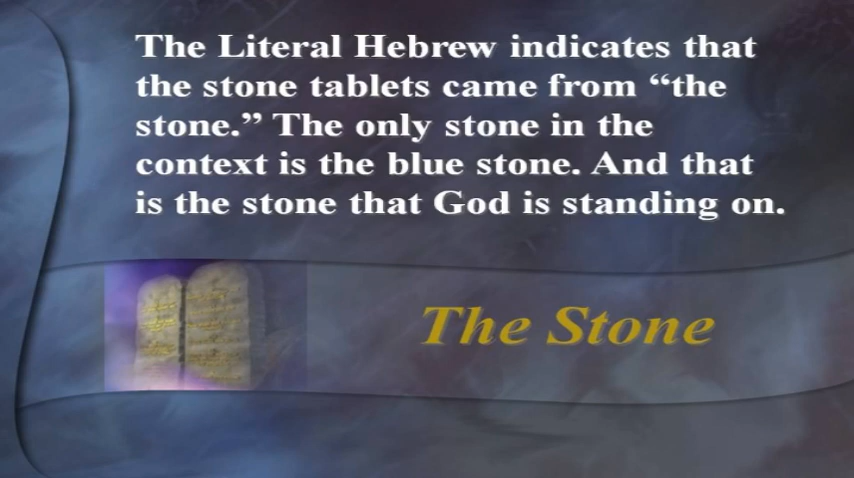 The Literal Hebrew indicates that
the stone tablets came from “the
stone.” The only stone in the
context is the blue stone. And that
is the stone that God is standing on.
The Stone